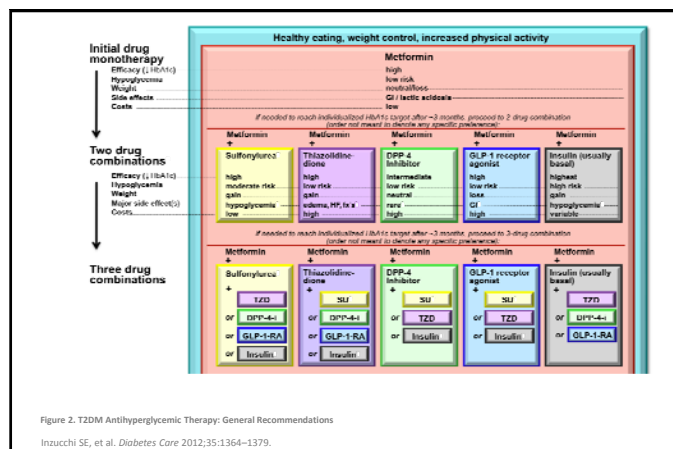 Healthy eating, weight control, increased physical activity
Initial drug
monotherapy
Metformin
Efficacy (↓HbA1c) high
Hypoglycemia low risk
Weight neutral/loss
Side effects GI / lactic acidosis
Costs low
If needed to reach individualized HbA1c target after ~3 months, proceed to 2-drug combination
(order not meant to denote any specific preference):
Metformin Metformin Metformin Metformin Metformin
+ + + + +
Two drug
combinations
Sulfonylurea Thiazolidine-dione DPP-4 Inhibitor GLP-1 receptor agonist Insulin (usually basal)
Efficacy (↓HbA1c) high high intermediate high highest
Hypoglycemia moderate risk low risk low risk low risk high risk
Weight gain gain neutral loss gain
Major side effect(s) hypoglycemia edema, HF, fx's rare GI hypoglycemia
Costs low high high high variable
If needed to reach individualized HbA1c target after ~3 months, proceed to 3-drug combination
(order not meant to denote any specific preference):
Metformin Metformin Metformin Metformin Metformin
+ + + + +
Three drug
combinations
Sulfonylurea Thiazolidine-dione DPP-4 Inhibitor GLP-1 receptor agonist Insulin (usually basal)
+ + + + +
TZD SU SU SU TZD
or DPP-4-i or DPP-4-i or TZD or TZD or DPP-4-i
or GLP-1-RA or GLP-1-RA or Insulin or Insulin or GLP-1-RA
or Insulin or Insulin
Figure 2. T2DM Antihyperglycemic Therapy: General Recommendations
Inzucchi SE, et al. Diabetes Care 2012;35:1364–1379.